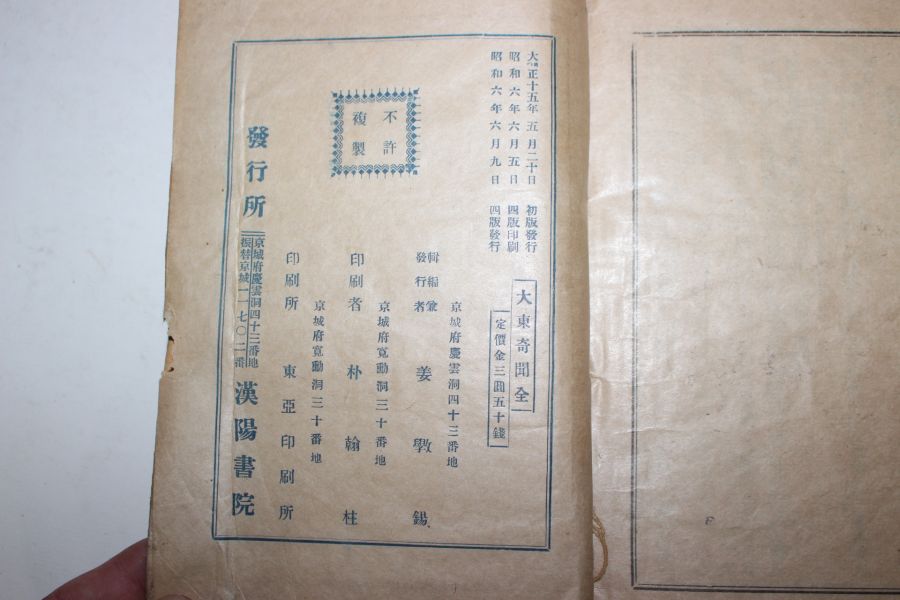 大正十五年五月二十日 初版發行
昭和六年六月五日 四版印刷
昭和六年六月九日 四版發行
大東奇聞全
定價金三圓五十錢
不許
複製
京城府慶雲洞四十三番地
輯編兼
發行者 姜斅錫
京城府寬勳洞三十番地
印刷者 朴翰柱
京城府寬勳洞三十番地
印刷所 東亞印刷所
京城府慶雲洞四十三番地
振替京城一一七〇二番
發行所 漢陽書院